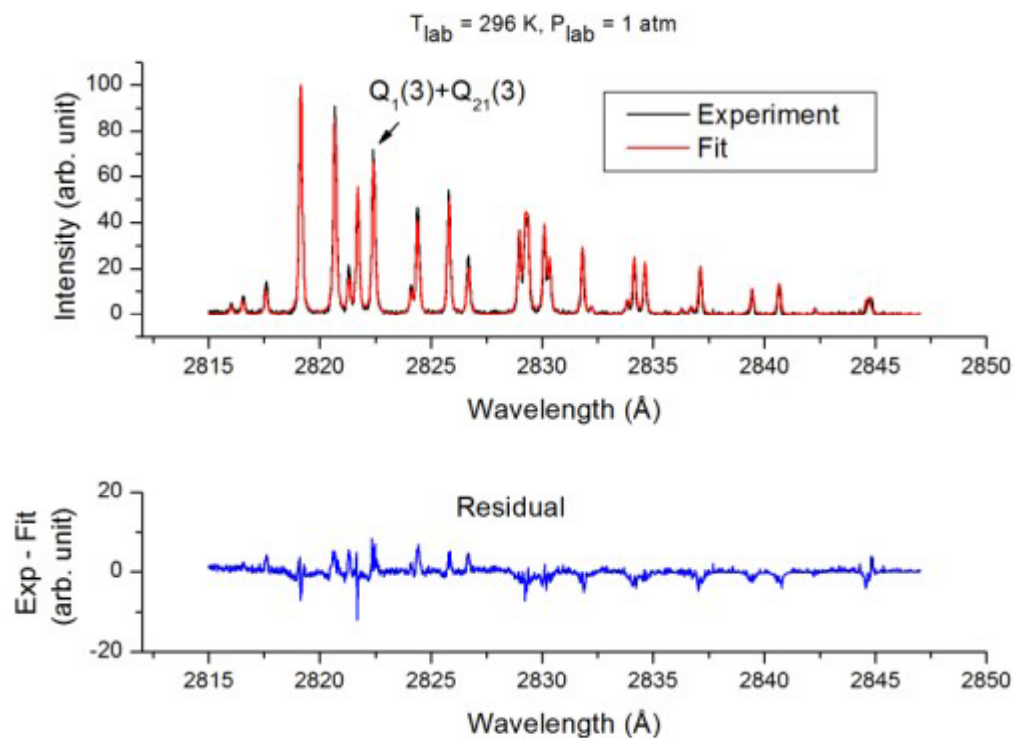 T_lab = 296 K, P_lab = 1 atm
Q_1(3)+Q_21(3)
Experiment
Fit
100
80
60
40
20
0
Intensity (arb. unit)
2815 2820 2825 2830 2835 2840 2845 2850
Wavelength (Å)
Residual
20
0
-20
Exp - Fit
(arb. unit)
2815 2820 2825 2830 2835 2840 2845 2850
Wavelength (Å)